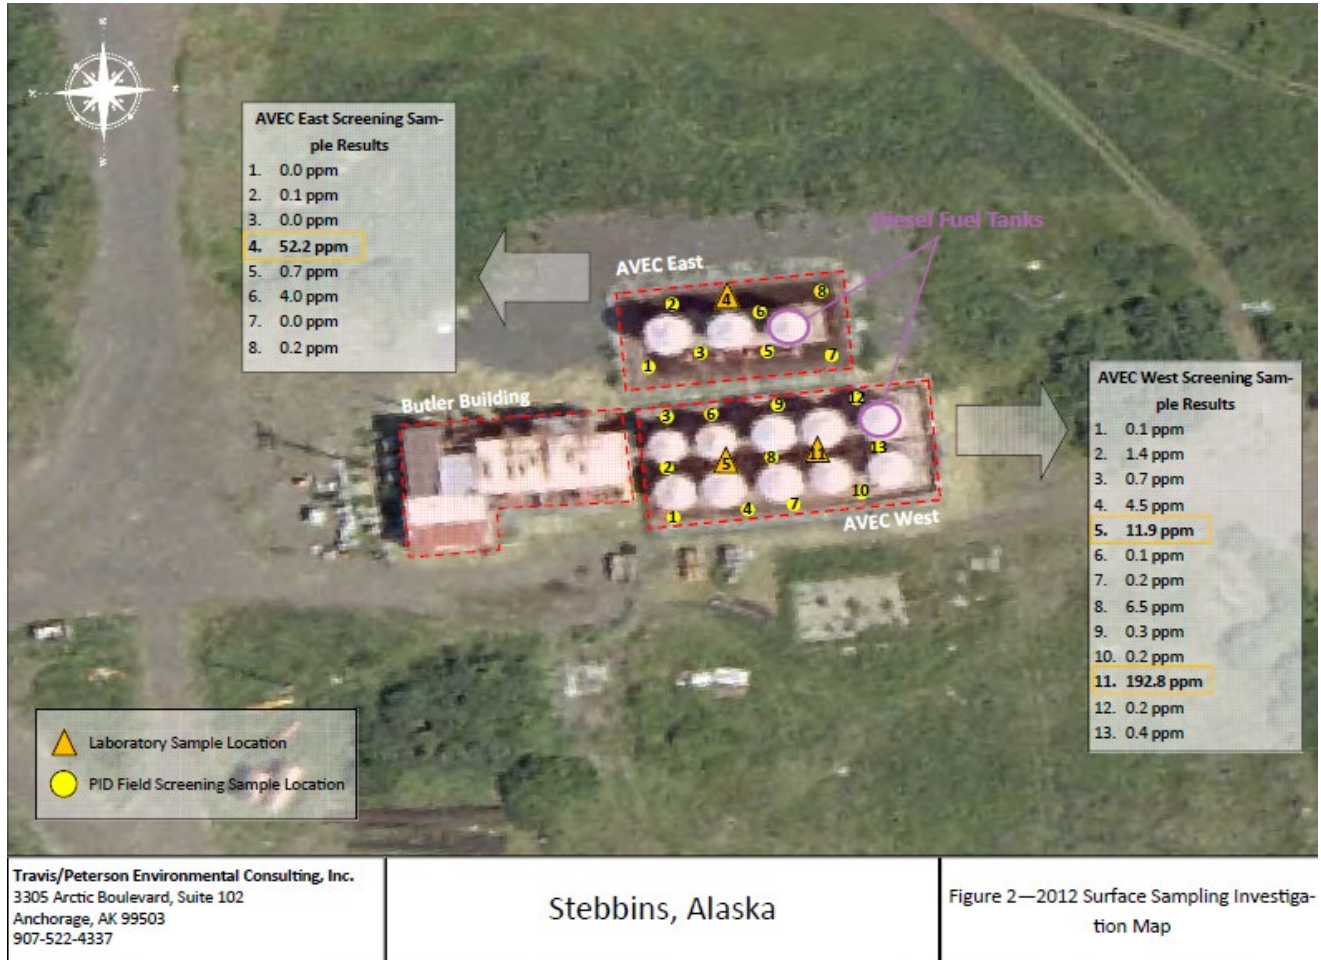 AVEC East Screening Sam-
ple Results
1. 0.0 ppm
2. 0.1 ppm
3. 0.0 ppm
4. 52.2 ppm
5. 0.7 ppm
6. 4.0 ppm
7. 0.0 ppm
8. 0.2 ppm
Diesel Fuel Tanks
AVEC East
2
4
6
8
1
3
5
7
Butler Building
AVEC West Screening Sam-
ple Results
1. 0.1 ppm
2. 1.4 ppm
3. 0.7 ppm
4. 4.5 ppm
5. 11.9 ppm
6. 0.1 ppm
7. 0.2 ppm
8. 6.5 ppm
9. 0.3 ppm
10. 0.2 ppm
11. 192.8 ppm
12. 0.2 ppm
13. 0.4 ppm
3
6
9
12
2
5
8
11
13
1
4
7
10
AVEC West
Laboratory Sample Location
PID Field Screening Sample Location
Travis/Peterson Environmental Consulting, Inc.
3305 Arctic Boulevard, Suite 102
Anchorage, AK 99503
907-522-4337
Stebbins, Alaska
Figure 2—2012 Surface Sampling Investiga-
tion Map